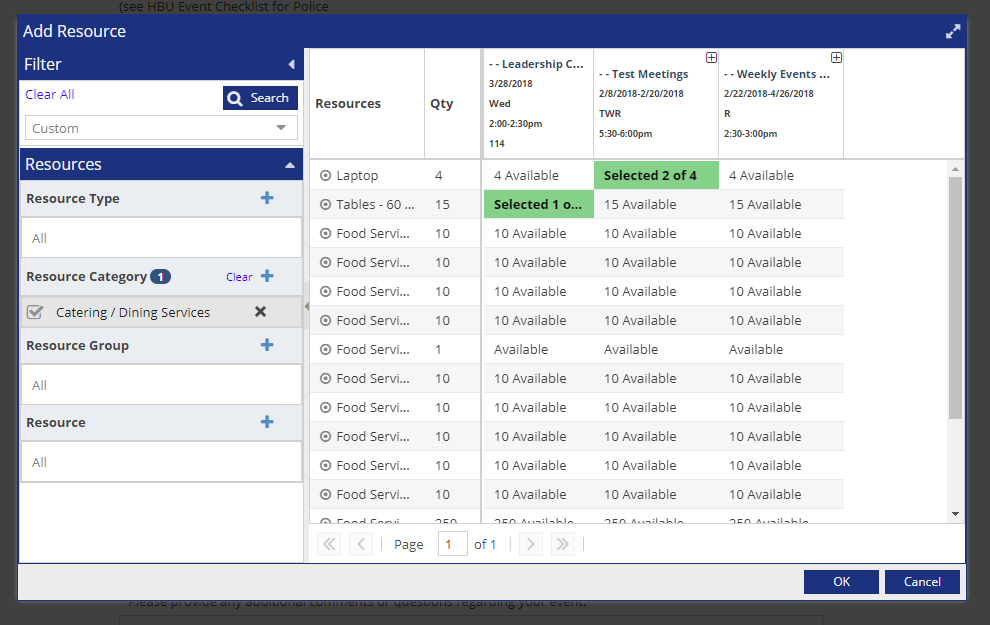 (see HBU Event Checklist for Police
Add Resource
Filter
Clear All
Search
Custom
Resources
Resource Type
All
Resource Category 1 Clear
Catering / Dining Services
Resource Group
All
Resource
All
Resources Qty
- - Leadership C...
3/28/2018
Wed
2:00-2:30pm
114
- - Test Meetings
2/8/2018-2/20/2018
TWR
5:30-6:00pm
- - Weekly Events ...
2/22/2018-4/26/2018
R
2:30-3:00pm
Laptop 4 4 Available Selected 2 of 4 4 Available
Tables - 60 ... 15 Selected 1 o... 15 Available 15 Available
Food Servi... 10 10 Available 10 Available 10 Available
Food Servi... 10 10 Available 10 Available 10 Available
Food Servi... 10 10 Available 10 Available 10 Available
Food Servi... 10 10 Available 10 Available 10 Available
Food Servi... 1 Available Available Available
Food Servi... 10 10 Available 10 Available 10 Available
Food Servi... 10 10 Available 10 Available 10 Available
Food Servi... 10 10 Available 10 Available 10 Available
Food Servi... 10 10 Available 10 Available 10 Available
Food Servi... 10 10 Available 10 Available 10 Available
Food Servi... 250 250 Available 250 Available 250 Available
Page 1 of 1
OK Cancel
Please provide any additional comments or questions regarding your event.